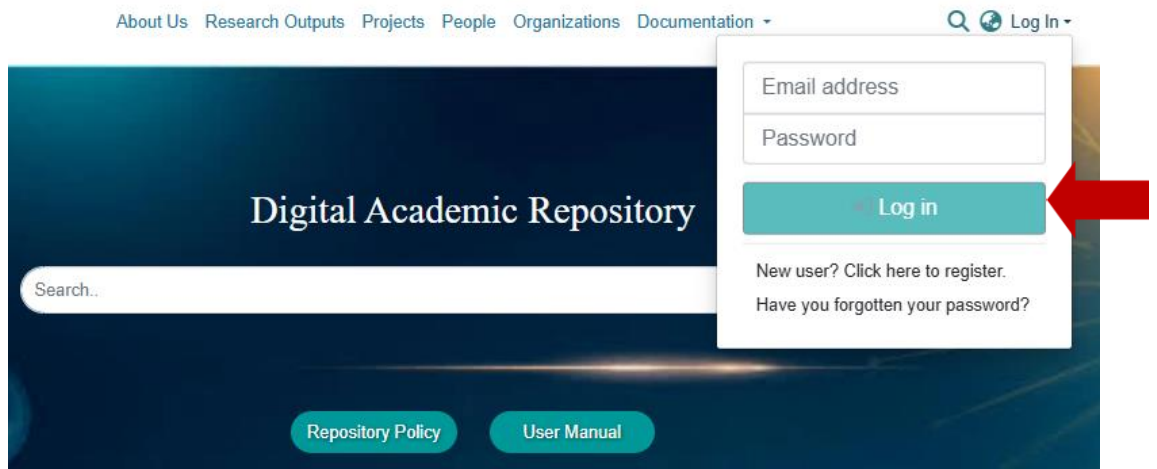 About Us Research Outputs Projects People Organizations Documentation Log In
Email address
Password
Log in
New user? Click here to register.
Have you forgotten your password?
Digital Academic Repository
Search..
Repository Policy User Manual